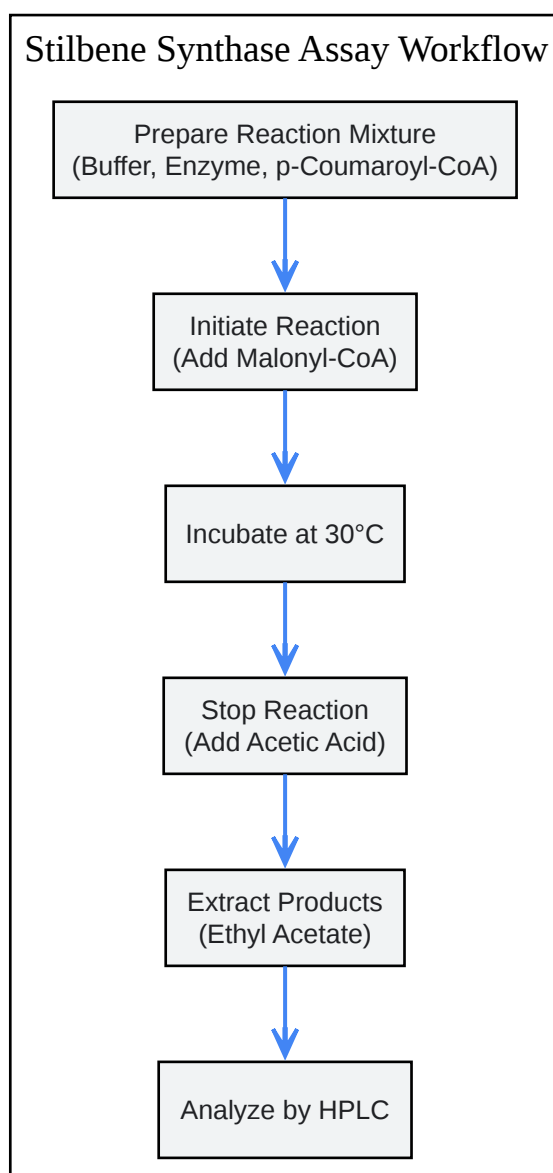 Stilbene Synthase Assay Workflow
Prepare Reaction Mixture
(Buffer, Enzyme, p-Coumaroyl-CoA)
Initiate Reaction
(Add Malonyl-CoA)
Incubate at 30°C
Stop Reaction
(Add Acetic Acid)
Extract Products
(Ethyl Acetate)
Analyze by HPLC